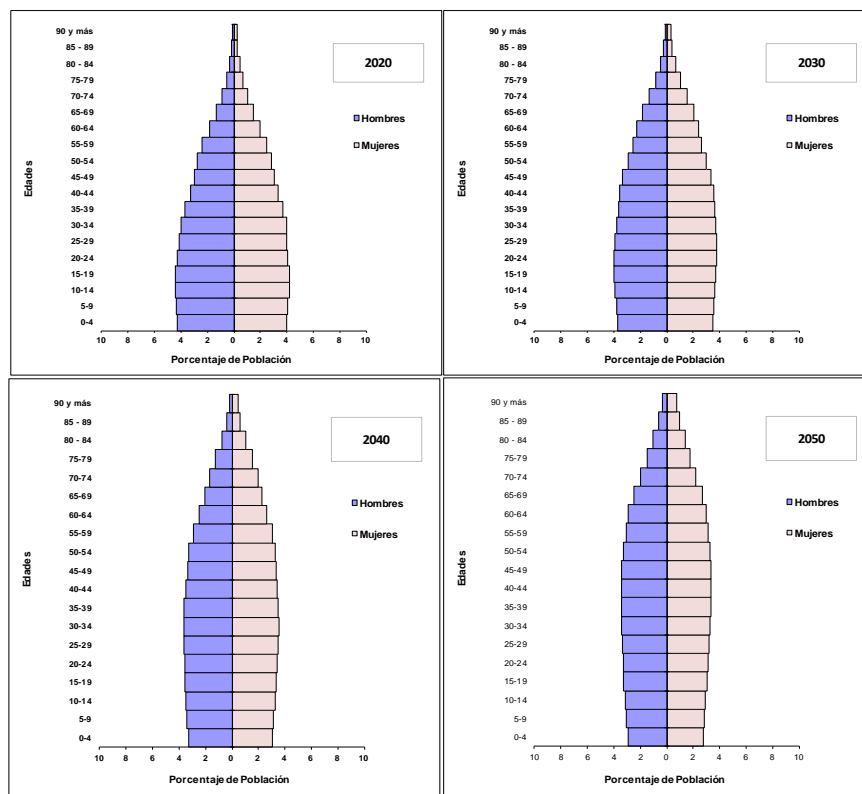 2020
90 y más
85 - 89
80 - 84
75-79
70-74
65-69
60-64
55-59
50-54
45-49
40-44
35-39
30-34
25-29
20-24
15-19
10-14
5-9
0-4
Edades
Hombres
Mujeres
10 8 6 4 2 0 2 4 6 8 10
Porcentaje de Población
2030
90 y más
85 - 89
80 - 84
75-79
70-74
65-69
60-64
55-59
50-54
45-49
40-44
35-39
30-34
25-29
20-24
15-19
10-14
5-9
0-4
Edades
Hombres
Mujeres
10 8 6 4 2 0 2 4 6 8 10
Porcentaje de Población
2040
90 y más
85 - 89
80 - 84
75-79
70-74
65-69
60-64
55-59
50-54
45-49
40-44
35-39
30-34
25-29
20-24
15-19
10-14
5-9
0-4
Edades
Hombres
Mujeres
10 8 6 4 2 0 2 4 6 8 10
Porcentaje de Población
2050
90 y más
85 - 89
80 - 84
75-79
70-74
65-69
60-64
55-59
50-54
45-49
40-44
35-39
30-34
25-29
20-24
15-19
10-14
5-9
0-4
Edades
Hombres
Mujeres
10 8 6 4 2 0 2 4 6 8 10
Porcentaje de Población